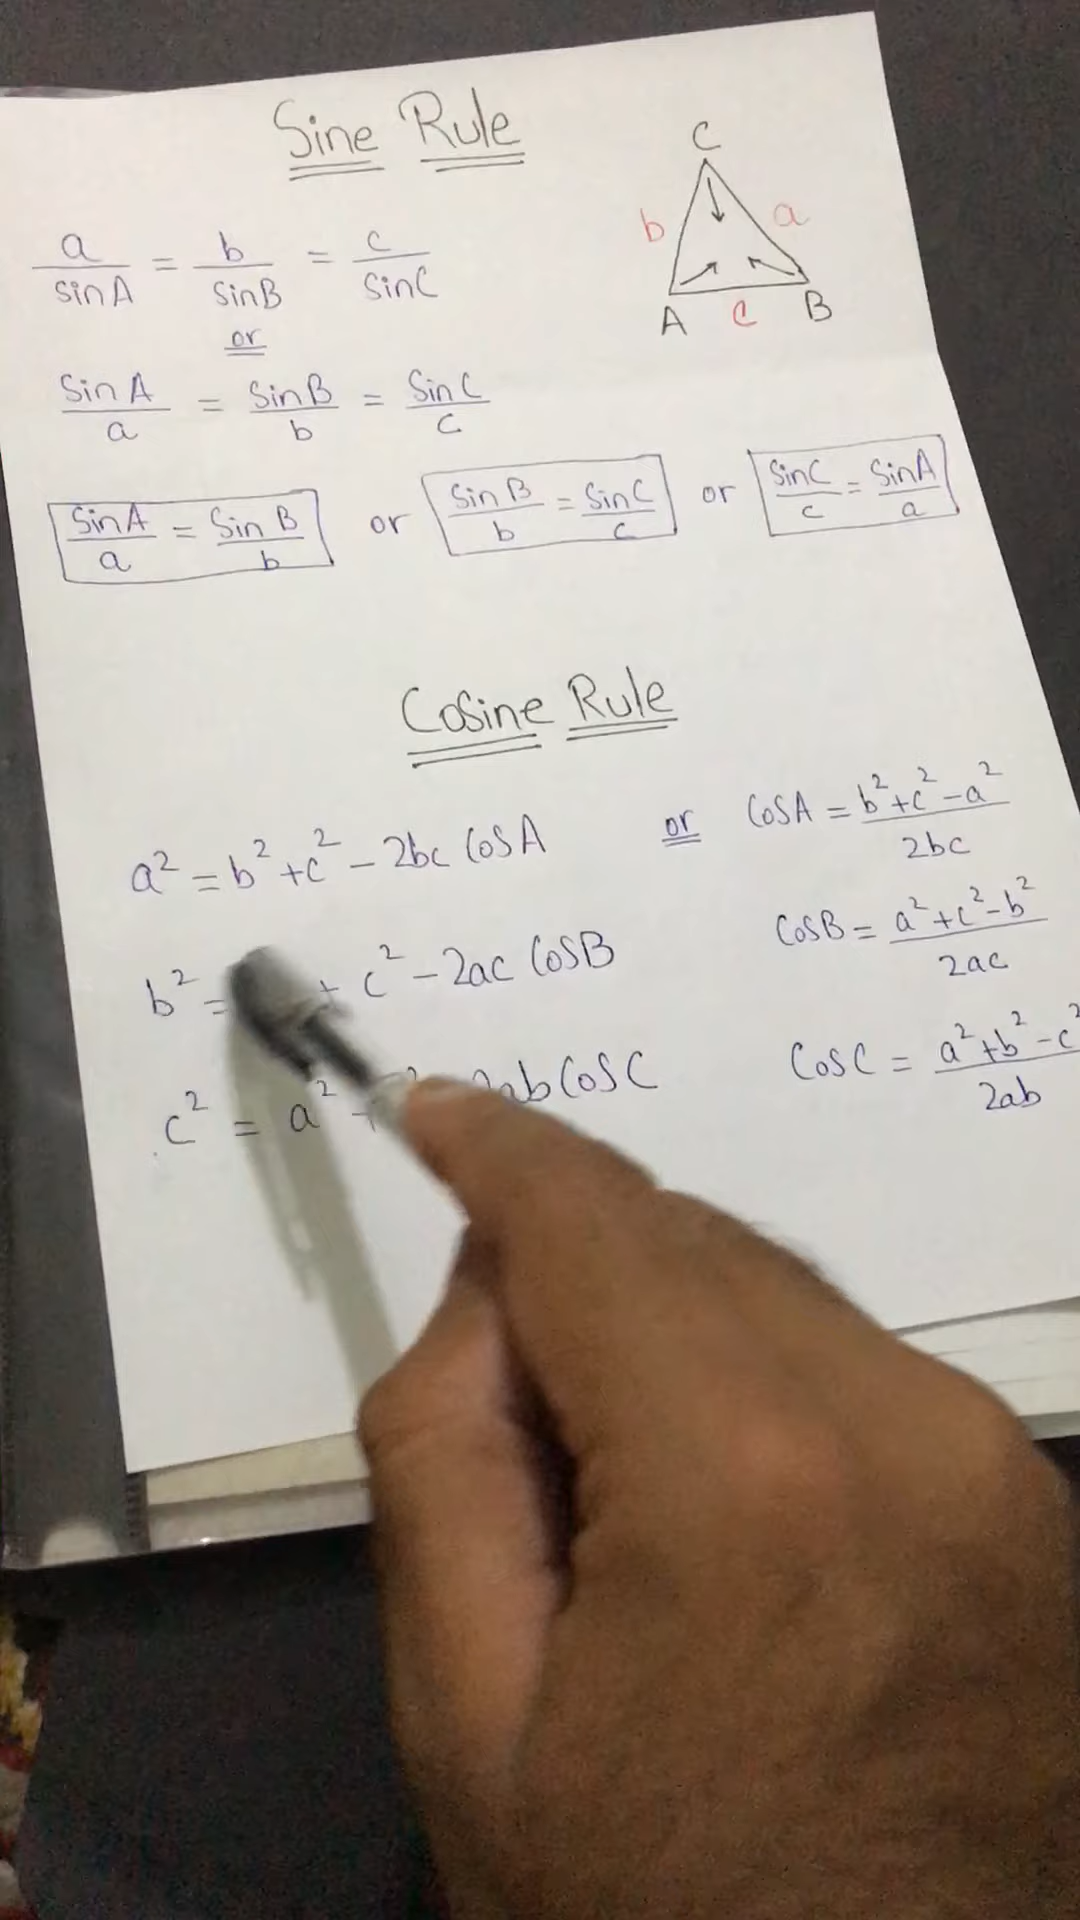 Sine Rule
C
b a
A c B
a/sinA = b/sinB = c/sinC
or
SinA/a = SinB/b = SinC/c
SinA/a = SinB/b or SinB/b = SinC/c or SinC/c = SinA/a
Cosine Rule
a² = b² + c² - 2bc CosA or CosA = (b² + c² - a²)/2bc
b² = + c² - 2ac CosB CosB = (a² + c² - b²)/2ac
c² = a² ab CosC CosC = (a² + b² - c²)/2ab